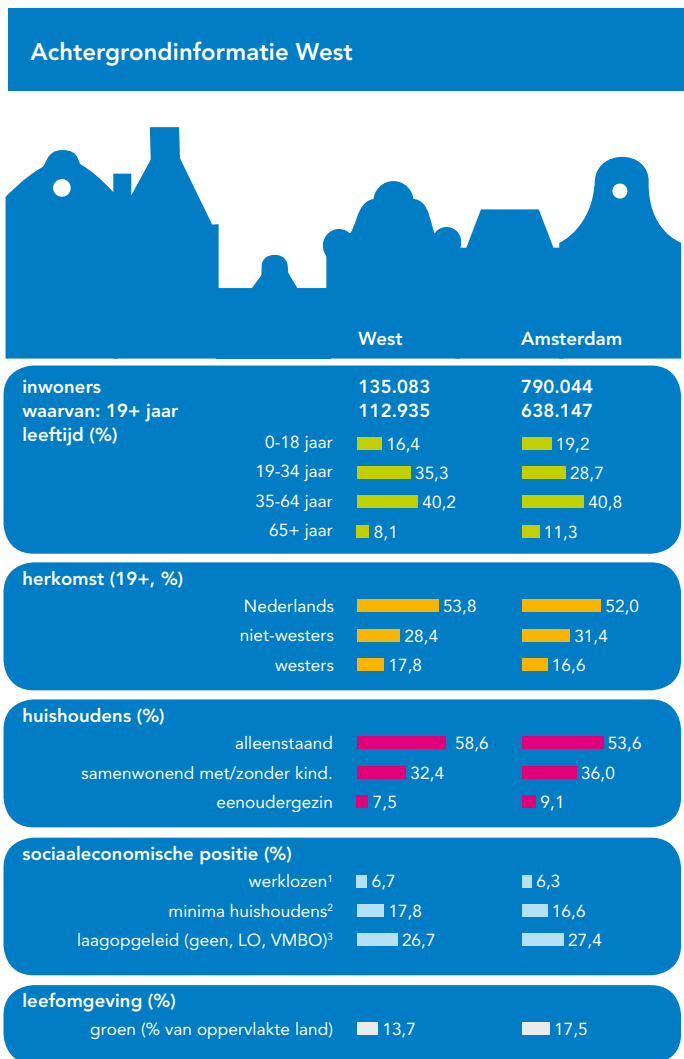 Achtergrondinformatie West
West Amsterdam
inwoners 135.083 790.044
waarvan: 19+ jaar 112.935 638.147
leeftijd (%)
0-18 jaar 16,4 19,2
19-34 jaar 35,3 28,7
35-64 jaar 40,2 40,8
65+ jaar 8,1 11,3
herkomst (19+, %)
Nederlands 53,8 52,0
niet-westers 28,4 31,4
westers 17,8 16,6
huishoudens (%)
alleenstaand 58,6 53,6
samenwonend met/zonder kind. 32,4 36,0
eenoudergezin 7,5 9,1
sociaaleconomische positie (%)
werklozen¹ 6,7 6,3
minima huishoudens² 17,8 16,6
laagopgeleid (geen, LO, VMBO)³ 26,7 27,4
leefomgeving (%)
groen (% van oppervlakte land) 13,7 17,5